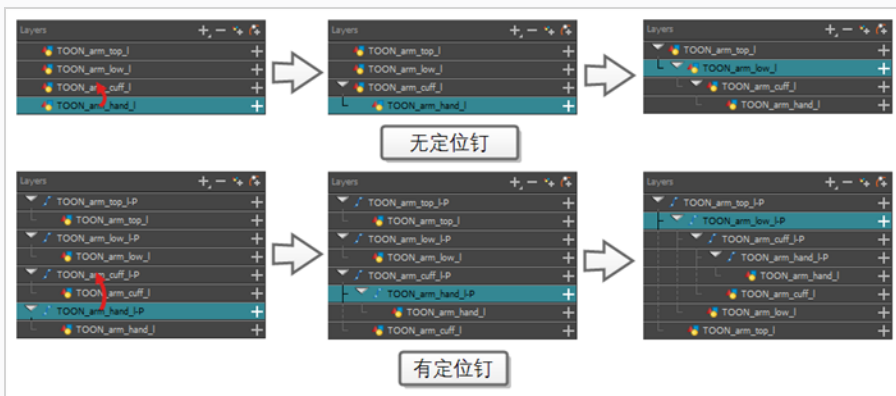 Layers
TOON_arm_top_l
TOON_arm_low_l
TOON_arm_cuff_l
TOON_arm_hand_l
Layers
TOON_arm_top_l
TOON_arm_low_l
TOON_arm_cuff_l
TOON_arm_hand_l
Layers
TOON_arm_top_l
TOON_arm_low_l
TOON_arm_cuff_l
TOON_arm_hand_l
无定位钉
Layers
TOON_arm_top_l-P
TOON_arm_top_l
TOON_arm_low_l-P
TOON_arm_low_l
TOON_arm_cuff_l-P
TOON_arm_cuff_l
TOON_arm_hand_l-P
TOON_arm_hand_l
Layers
TOON_arm_top_l-P
TOON_arm_top_l
TOON_arm_low_l-P
TOON_arm_low_l
TOON_arm_cuff_l-P
TOON_arm_hand_l-P
TOON_arm_hand_l
TOON_arm_cuff_l
Layers
TOON_arm_top_l-P
TOON_arm_low_l-P
TOON_arm_cuff_l-P
TOON_arm_hand_l-P
TOON_arm_hand_l
TOON_arm_cuff_l
TOON_arm_low_l
TOON_arm_top_l
有定位钉